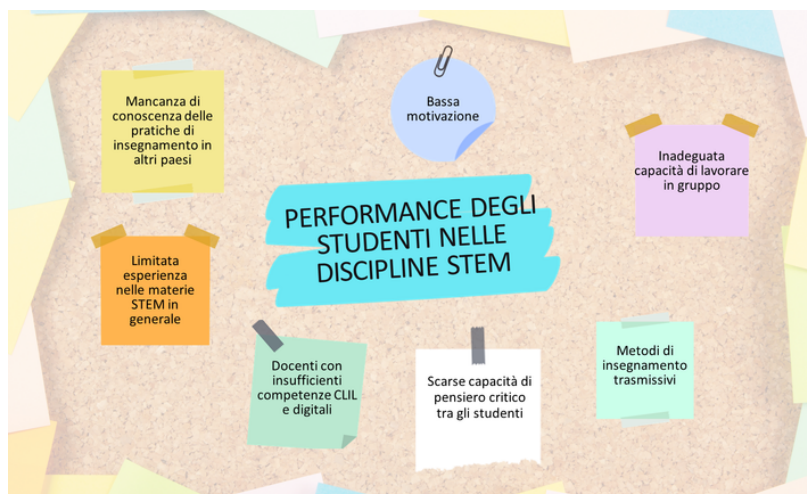 Mancanza di
conoscenza delle
pratiche di
insegnamento in
altri paesi
Bassa
motivazione
Inadeguata
capacità di lavorare
in gruppo
PERFORMANCE DEGLI
STUDENTI NELLE
DISCIPLINE STEM
Limitata
esperienza
nelle materie
STEM in
generale
Docenti con
insufficienti
competenze CLIL
e digitali
Scarse capacità di
pensiero critico
tra gli studenti
Metodi di
insegnamento
trasmissivi